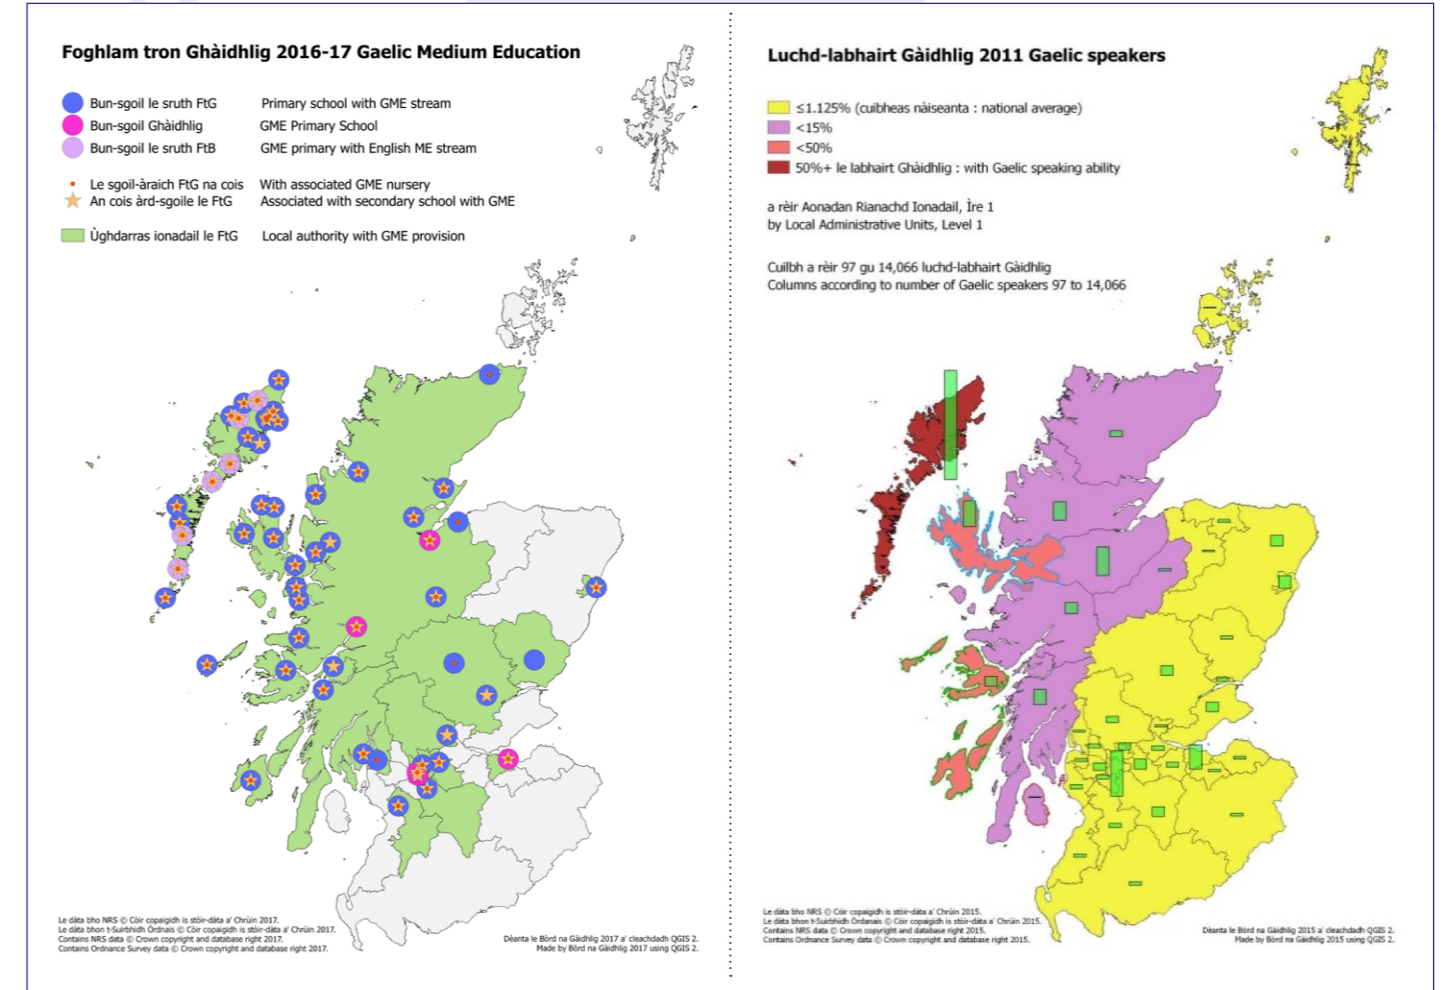 Foghlam tron Ghàidhlig 2016-17 Gaelic Medium Education
Bun-sgoil le sruth FtG Primary school with GME stream
Bun-sgoil Ghàidhlig GME Primary School
Bun-sgoil le sruth FtB GME primary with English ME stream
Le sgoil-àraich FtG na cois With associated GME nursery
An cois àrd-sgoile le FtG Associated with secondary school with GME
Ùghdarras ionadail le FtG Local authority with GME provision
Le dàta bho NRS © Còir copaigidh is stòir-dàta a' Chrùin 2017.
Le dàta bhon t-Suirbhidh Òrdnais © Còir copaigidh is stòir-dàta a' Chrùin 2017.
Contains NRS data © Crown copyright and database right 2017.
Contains Ordnance Survey data © Crown copyright and database right 2017.
Dèanta le Bòrd na Gàidhlig 2017 a' cleachdadh QGIS 2.
Made by Bòrd na Gàidhlig 2017 using QGIS 2.
Luchd-labhairt Gàidhlig 2011 Gaelic speakers
≤1.125% (cuibheas nàiseanta : national average)
<15%
<50%
50%+ le labhairt Ghàidhlig : with Gaelic speaking ability
a rèir Aonadan Rianachd Ionadail, Ìre 1
by Local Administrative Units, Level 1
Cuilbh a rèir 97 gu 14,066 luchd-labhairt Gàidhlig
Columns according to number of Gaelic speakers 97 to 14,066
Le dàta bho NRS © Còir copaigidh is stòir-dàta a' Chrùin 2015.
Le dàta bhon t-Suirbhidh Òrdanais © Còir copaigidh is stòir-dàta a' Chrùin 2015.
Contains NRS data © Crown copyright and database right 2015.
Contains Ordnance Survey data © Crown copyright and database right 2015.
Dèanta le Bòrd na Gàidhlig 2015 a' cleachdadh QGIS 2.
Made by Bòrd na Gàidhlig 2015 using QGIS 2.